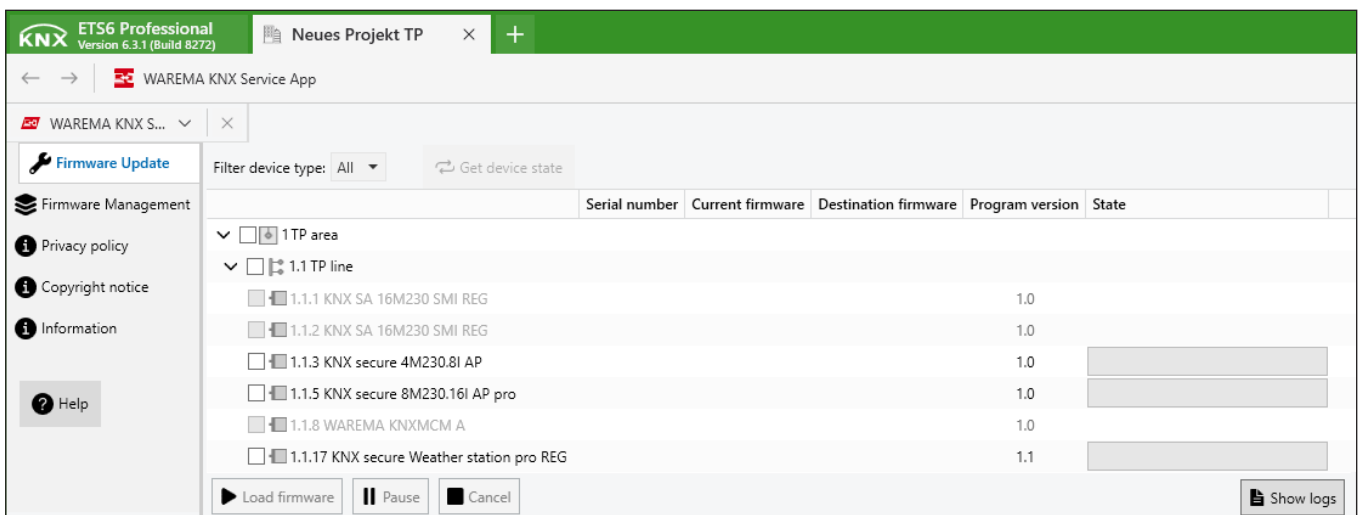 KNX ETS6 Professional
Version 6.3.1 (Build 8272)
Neues Projekt TP
WAREMA KNX Service App
WAREMA KNX S...
Firmware Update
Firmware Management
Privacy policy
Copyright notice
Information
Help
Filter device type: All
Get device state
Serial number Current firmware Destination firmware Program version State
1 TP area
1.1 TP line
1.1.1 KNX SA 16M230 SMI REG 1.0
1.1.2 KNX SA 16M230 SMI REG 1.0
1.1.3 KNX secure 4M230.8I AP 1.0
1.1.5 KNX secure 8M230.16I AP pro 1.0
1.1.8 WAREMA KNXMCM A 1.0
1.1.17 KNX secure Weather station pro REG 1.1
Load firmware Pause Cancel Show logs